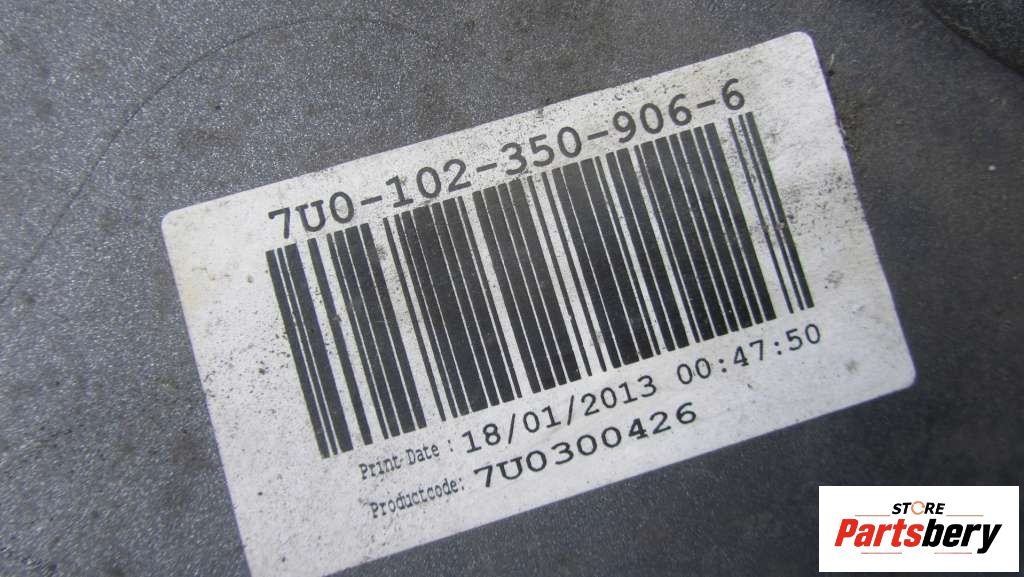 7U0-102-350-906-6
Print Date : 18/01/2013 00:47:50
Productcode: 7U0300426
STORE
Partsbery